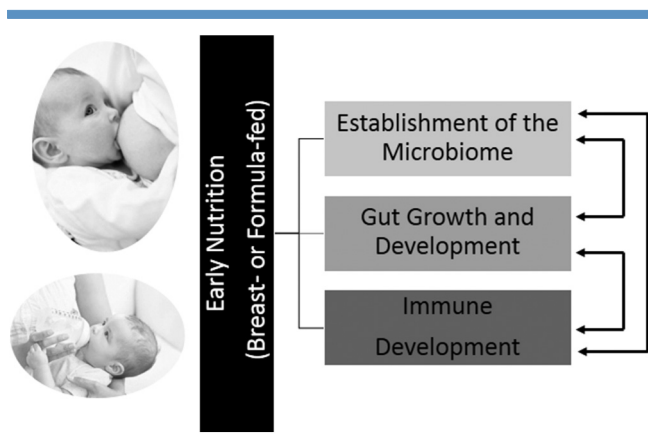 Early Nutrition
(Breast- or Formula-fed)
Establishment of the
Microbiome
Gut Growth and
Development
Immune
Development